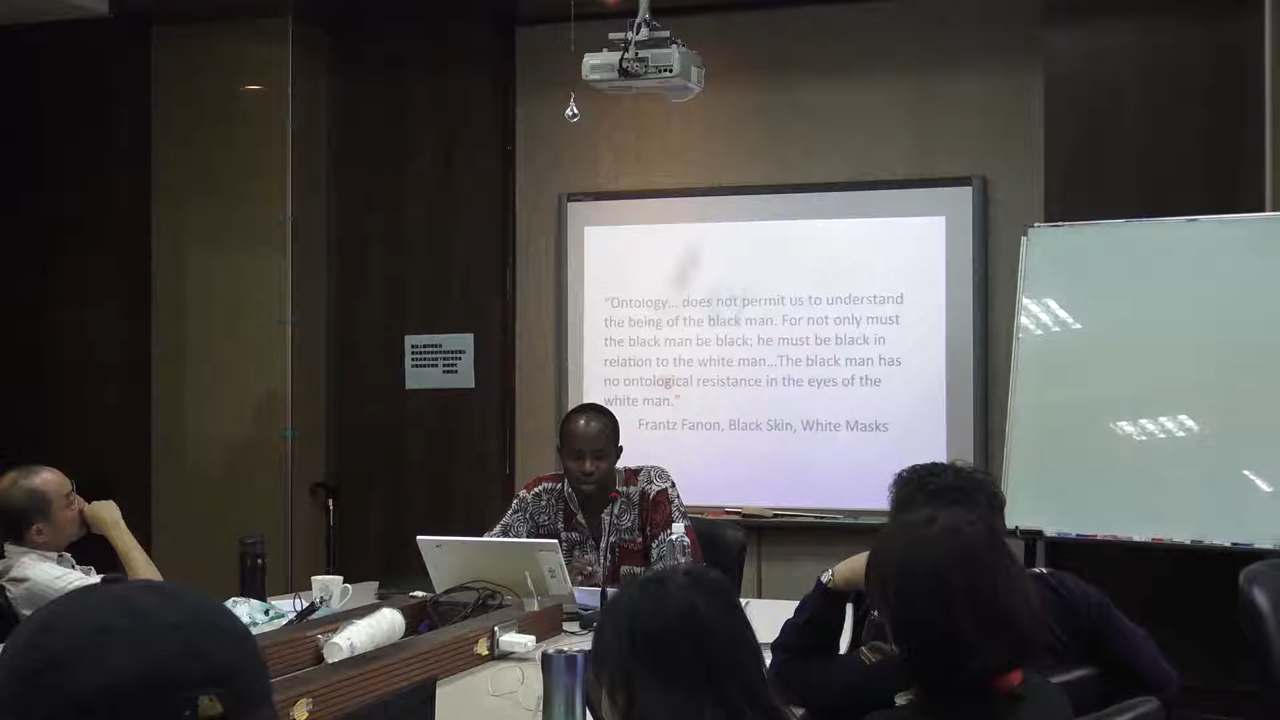 “Ontology... does not permit us to understand
the being of the black man. For not only must
the black man be black; he must be black in
relation to the white man...The black man has
no ontological resistance in the eyes of the
white man.”
Frantz Fanon, Black Skin, White Masks